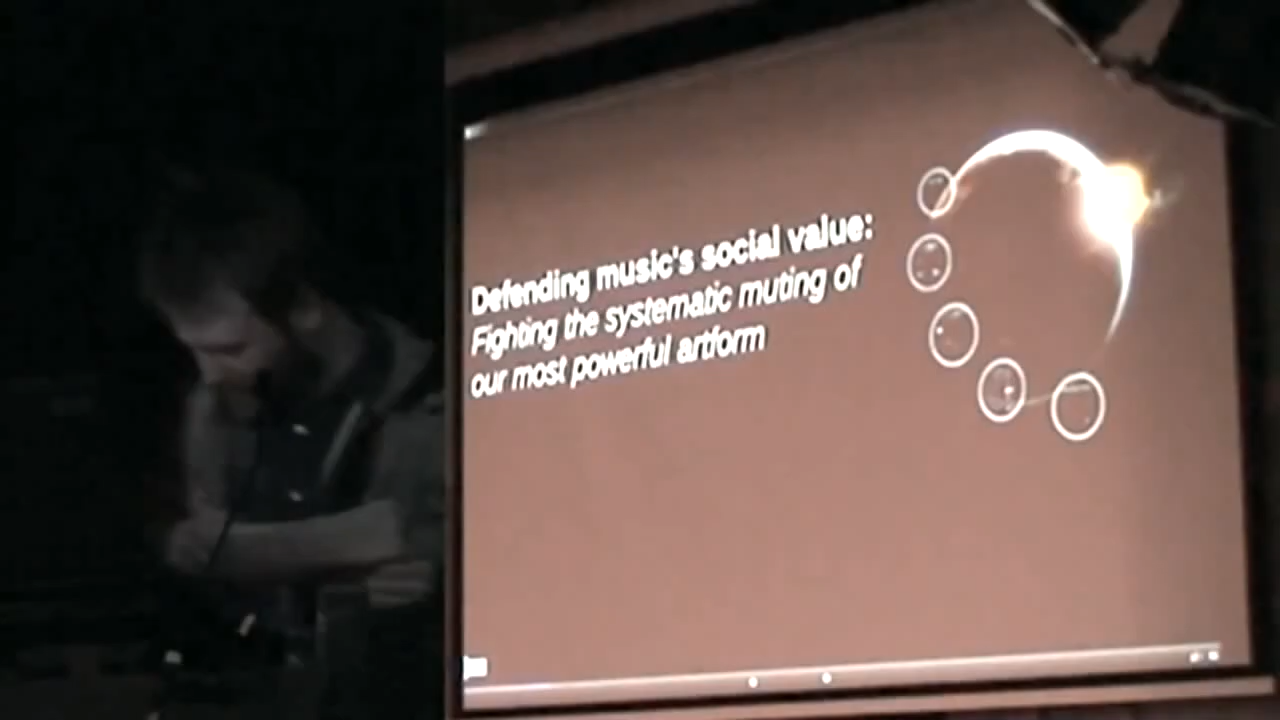 Defending music's social value:
Fighting the systematic muting of
our most powerful artform